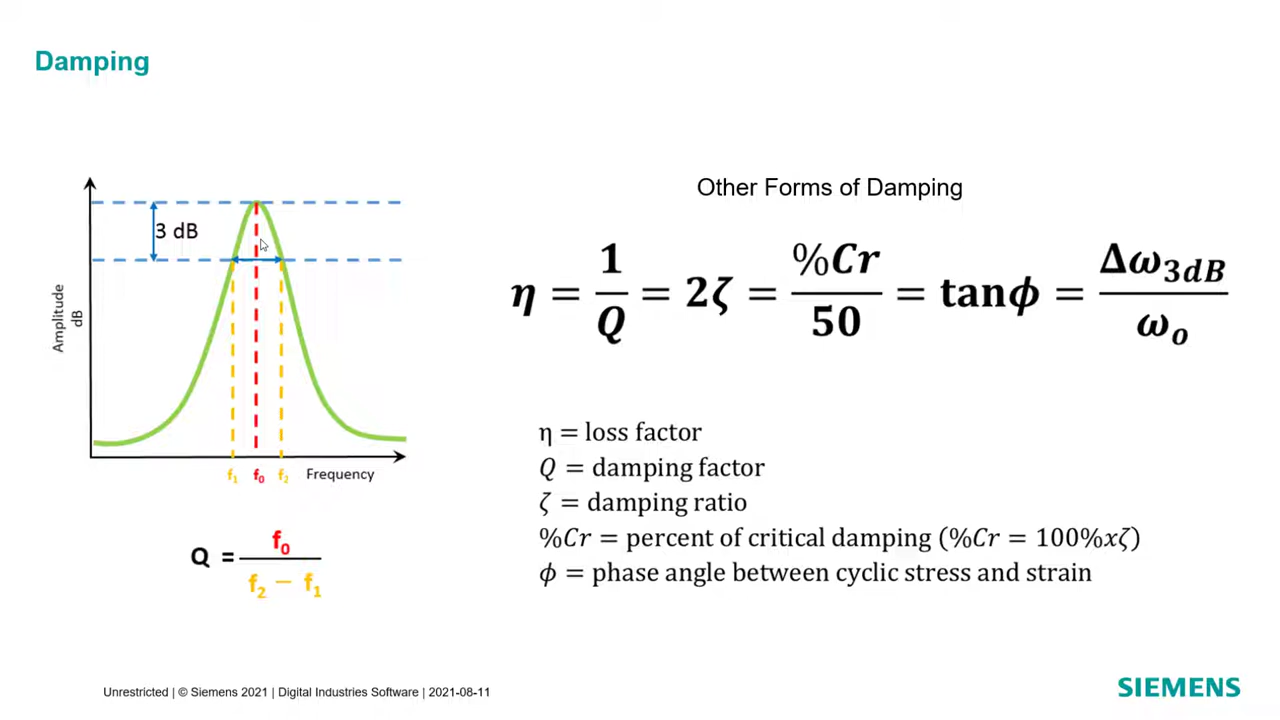 Damping
3 dB
Amplitude
dB
f₁ f₀ f₂ Frequency
Q = f₀ / (f₂ − f₁)
Other Forms of Damping
η = 1/Q = 2ζ = %Cr/50 = tanϕ = Δω₃dB/ωₒ
η = loss factor
Q = damping factor
ζ = damping ratio
%Cr = percent of critical damping (%Cr = 100%xζ)
ϕ = phase angle between cyclic stress and strain
Unrestricted | © Siemens 2021 | Digital Industries Software | 2021-08-11
SIEMENS